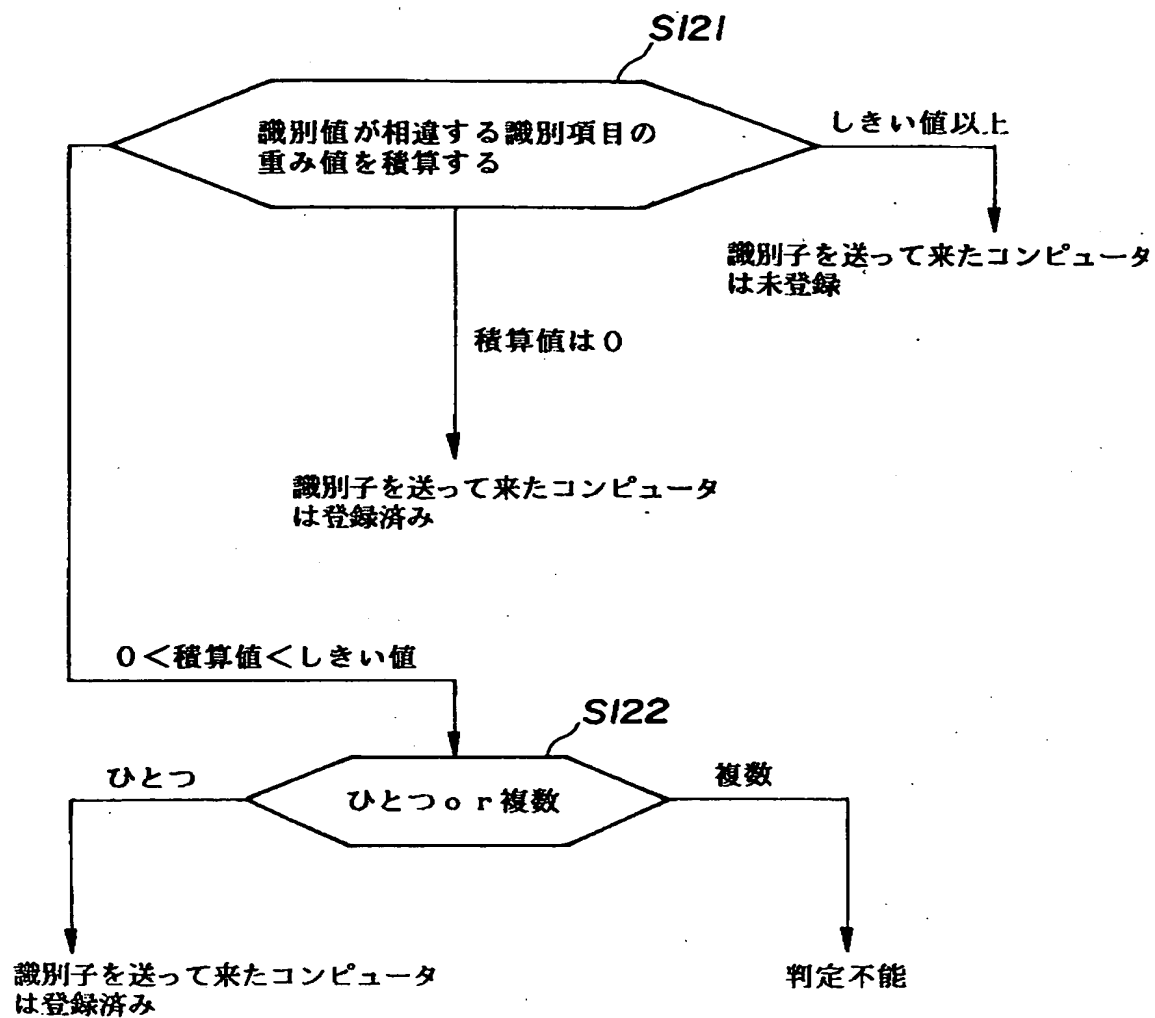 S121
識別値が相違する識別項目の
重み値を積算する
しきい値以上
識別子を送って来たコンピュータ
は未登録
積算値は0
識別子を送って来たコンピュータ
は登録済み
0<積算値<しきい値
S122
ひとつ
ひとつor複数
複数
識別子を送って来たコンピュータ
は登録済み
判定不能